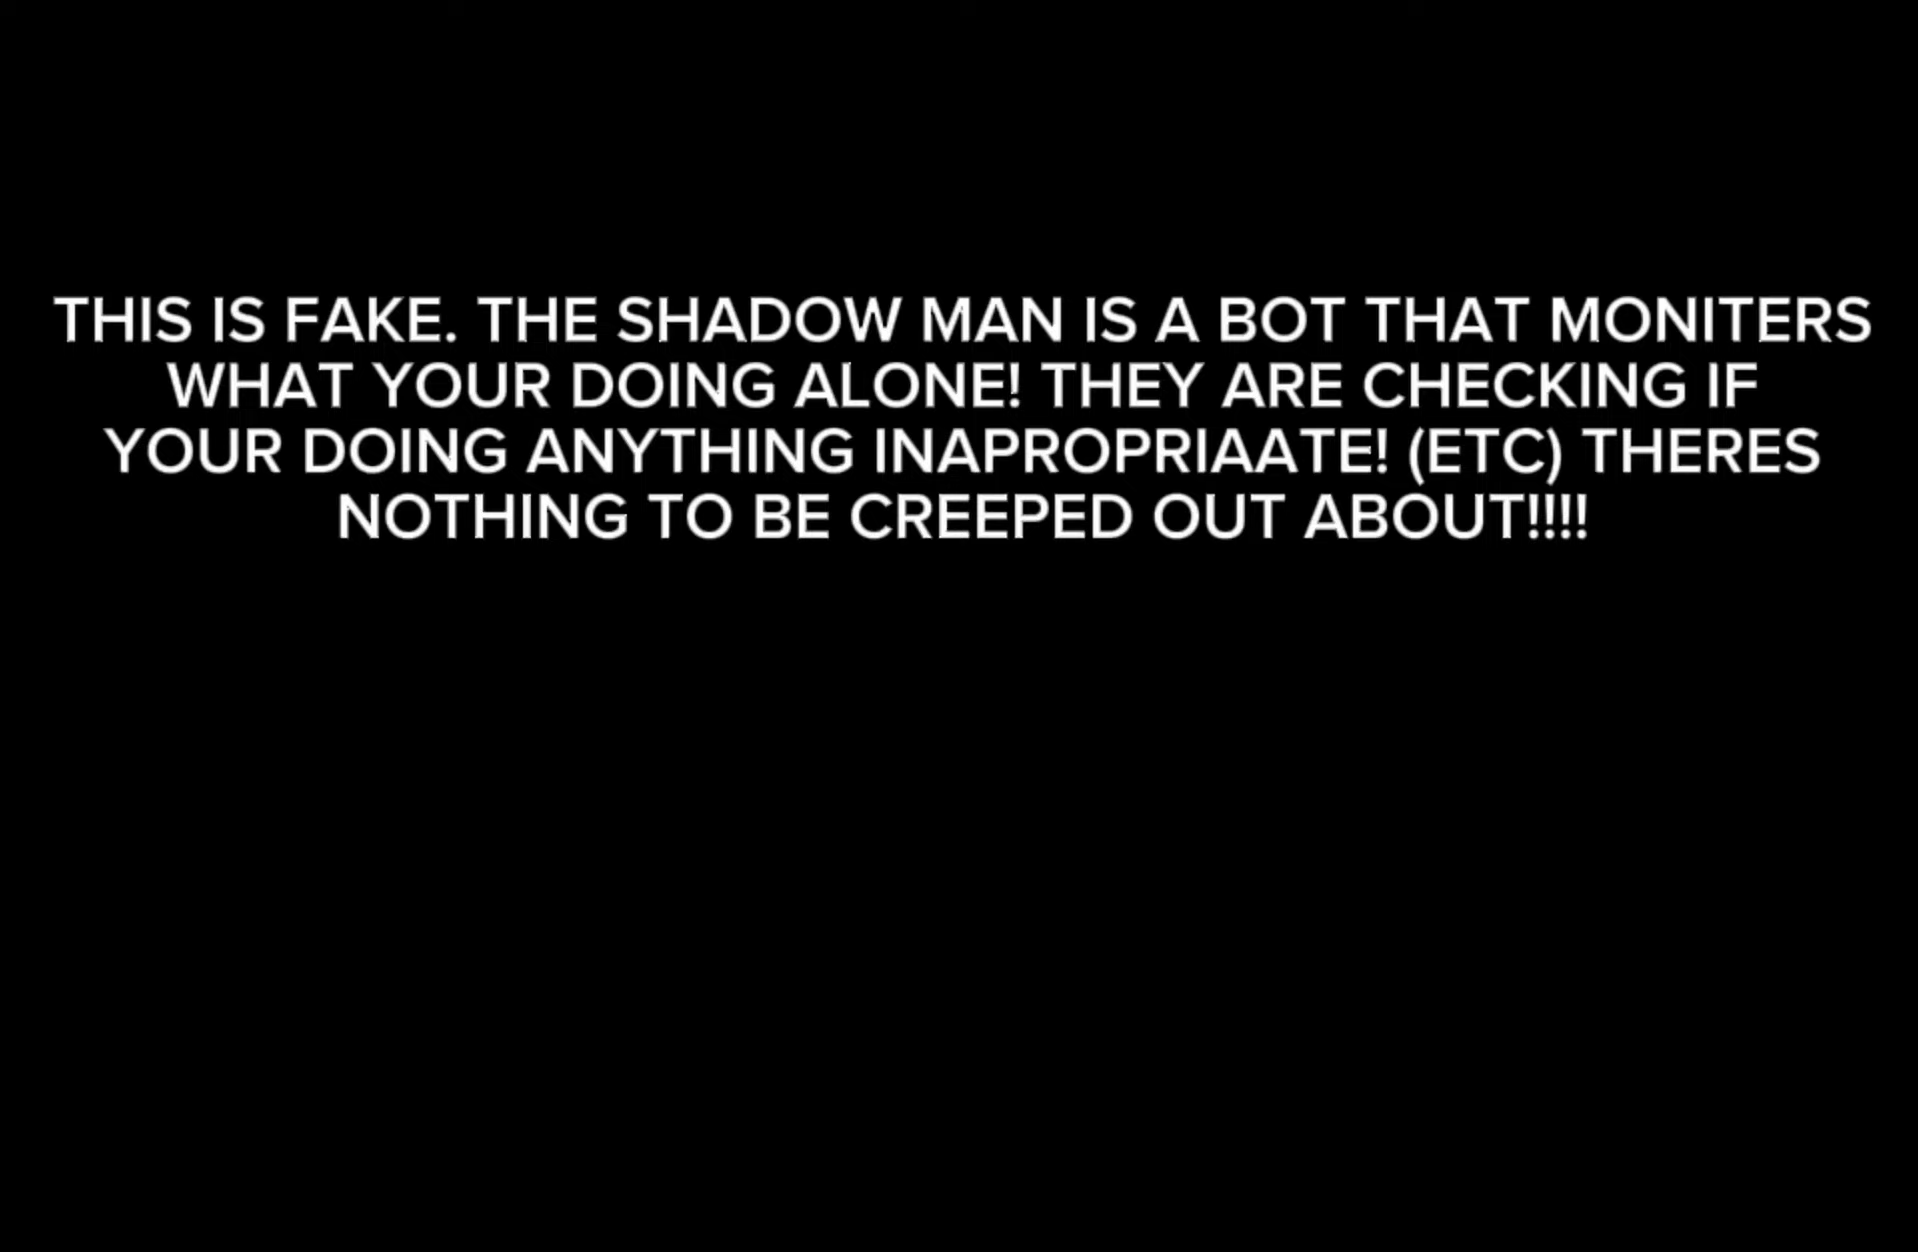 THIS IS FAKE. THE SHADOW MAN IS A BOT THAT MONITERS
WHAT YOUR DOING ALONE! THEY ARE CHECKING IF
YOUR DOING ANYTHING INAPROPRIAATE! (ETC) THERES
NOTHING TO BE CREEPED OUT ABOUT!!!!